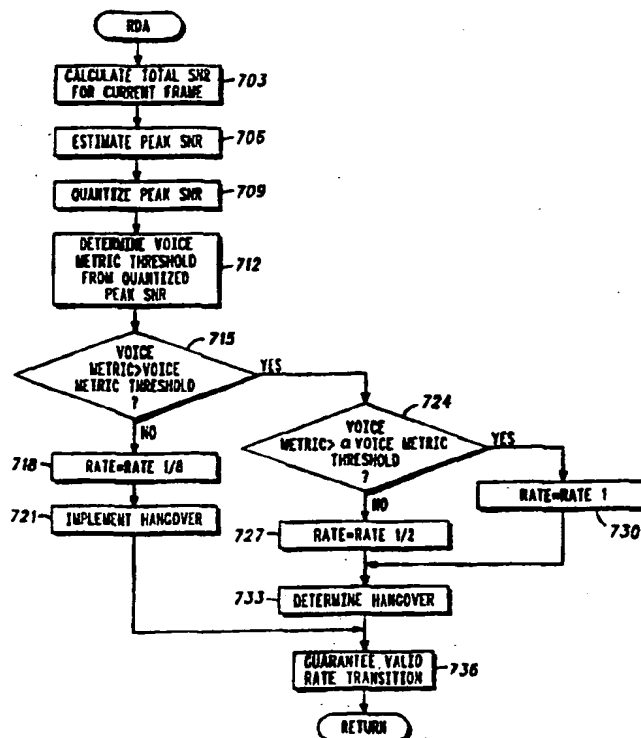 RDA
CALCULATE TOTAL SNR
FOR CURRENT FRAME
703
ESTIMATE PEAK SNR
706
QUANTIZE PEAK SNR
709
DETERMINE VOICE
METRIC THRESHOLD
FROM QUANTIZED
PEAK SNR
712
715
VOICE
METRIC>VOICE
METRIC THRESHOLD
?
YES
NO
724
VOICE
METRIC> α VOICE METRIC
THRESHOLD
?
YES
NO
718
RATE=RATE 1/8
721
IMPLEMENT HANGOVER
727
RATE=RATE 1/2
RATE=RATE 1
730
733
DETERMINE HANGOVER
GUARANTEE VALID
RATE TRANSITION
736
RETURN